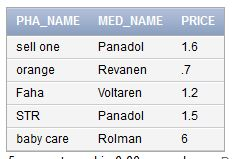 PHA_NAME MED_NAME PRICE
sell one Panadol 1.6
orange Revanen .7
Faha Voltaren 1.2
STR Panadol 1.5
baby care Rolman 6